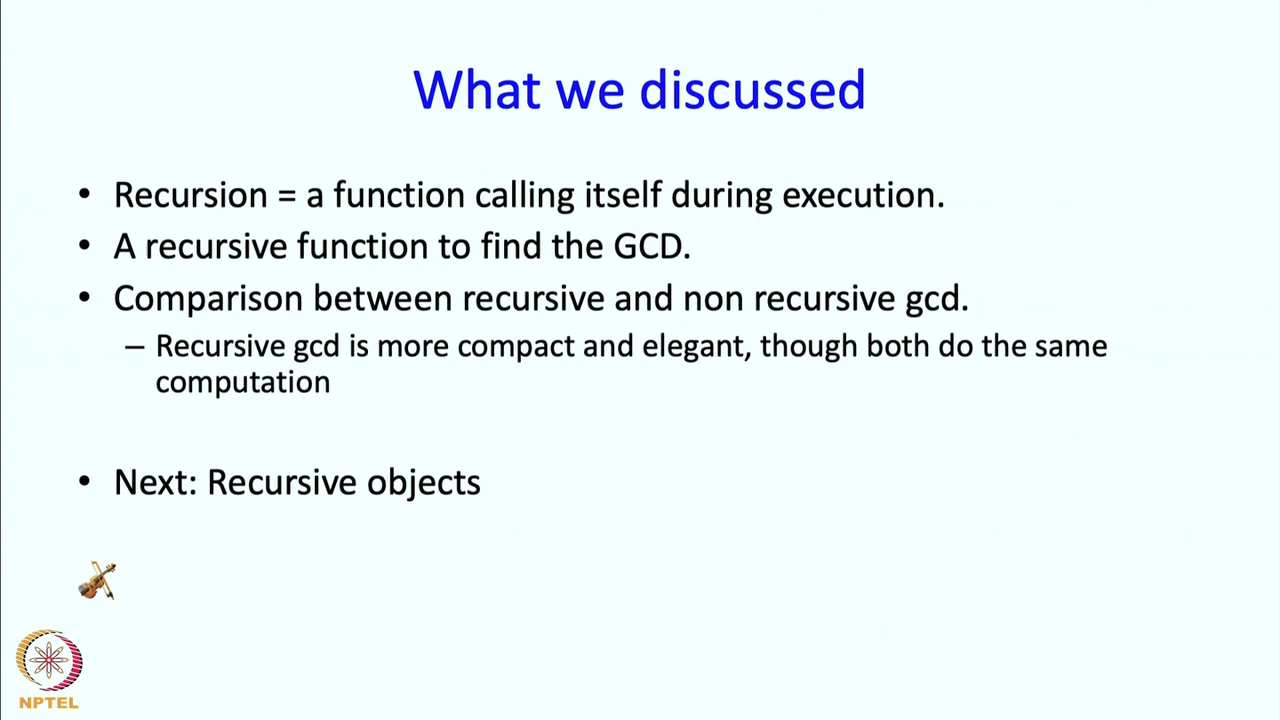 What we discussed
• Recursion = a function calling itself during execution.
• A recursive function to find the GCD.
• Comparison between recursive and non recursive gcd.
– Recursive gcd is more compact and elegant, though both do the same
computation
• Next: Recursive objects
NPTEL